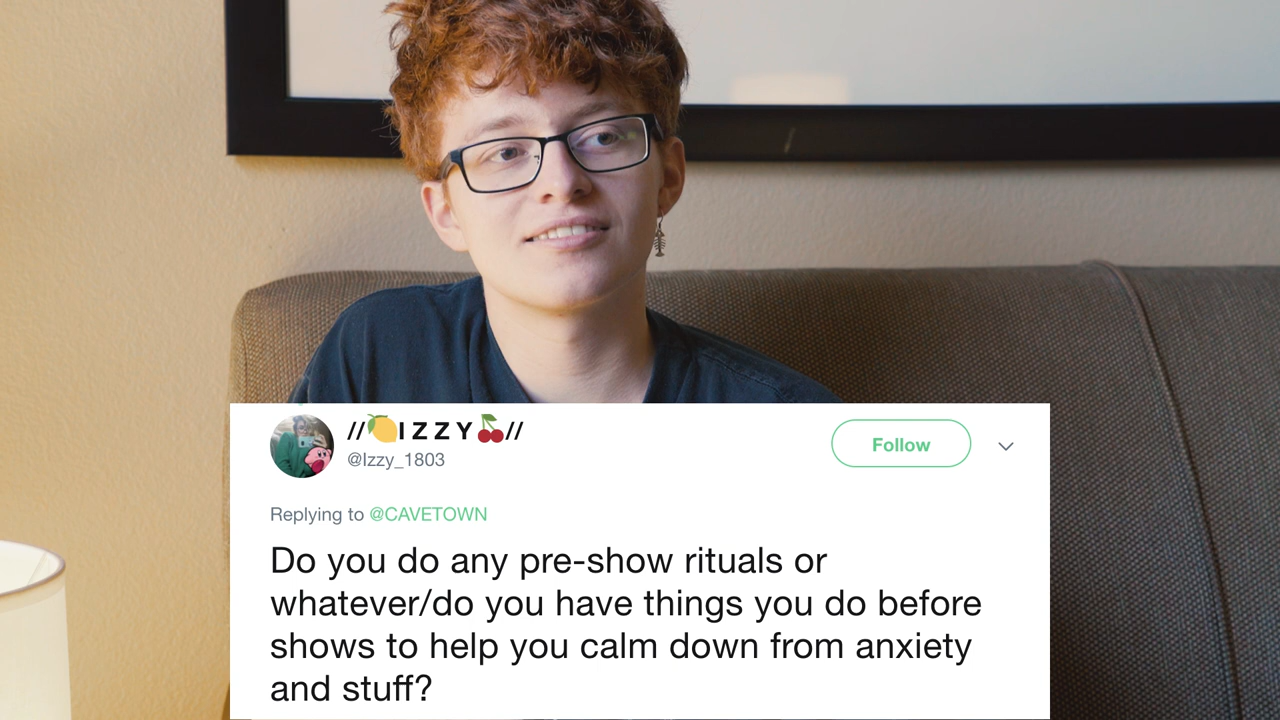 //🍋I Z Z Y🍒//
@Izzy_1803
Follow
Replying to @CAVETOWN
Do you do any pre-show rituals or
whatever/do you have things you do before
shows to help you calm down from anxiety
and stuff?